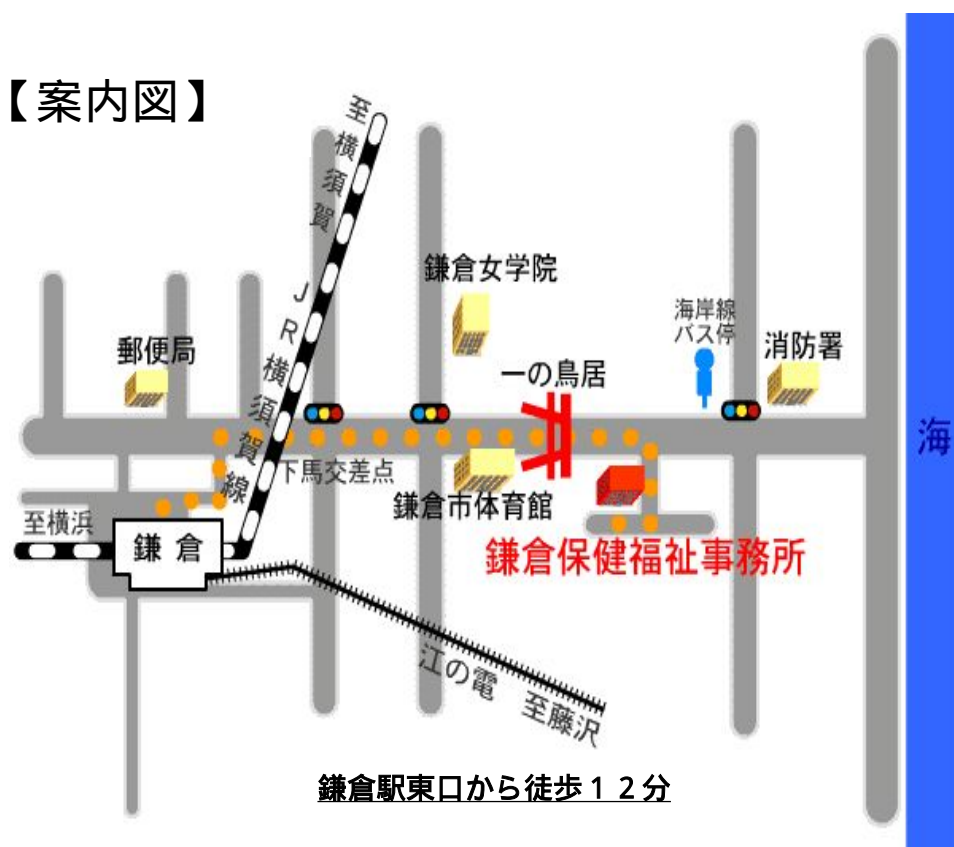 【案内図】
至横須賀
JR横須賀線
鎌倉女学院
郵便局
海岸線
バス停
消防署
一の鳥居
海
下馬交差点
鎌倉市体育館
至横浜
鎌倉
鎌倉保健福祉事務所
江の電 至藤沢
鎌倉駅東口から徒歩12分